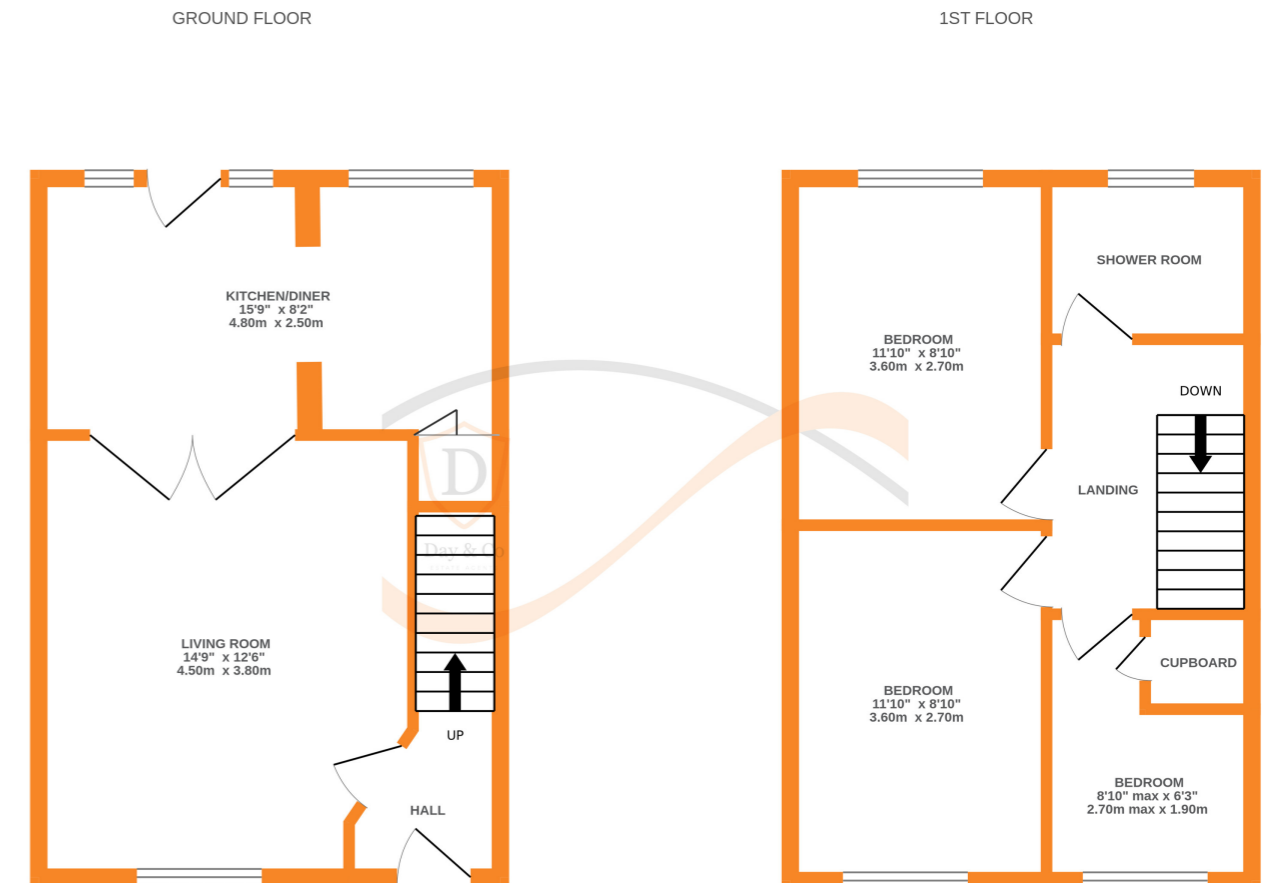 GROUND FLOOR
KITCHEN/DINER
15'9" x 8'2"
4.80m x 2.50m
D
Day & Co
LIVING ROOM
14'9" x 12'6"
4.50m x 3.80m
UP
HALL
1ST FLOOR
SHOWER ROOM
BEDROOM
11'10" x 8'10"
3.60m x 2.70m
DOWN
LANDING
CUPBOARD
BEDROOM
11'10" x 8'10"
3.60m x 2.70m
BEDROOM
8'10" max x 6'3"
2.70m max x 1.90m